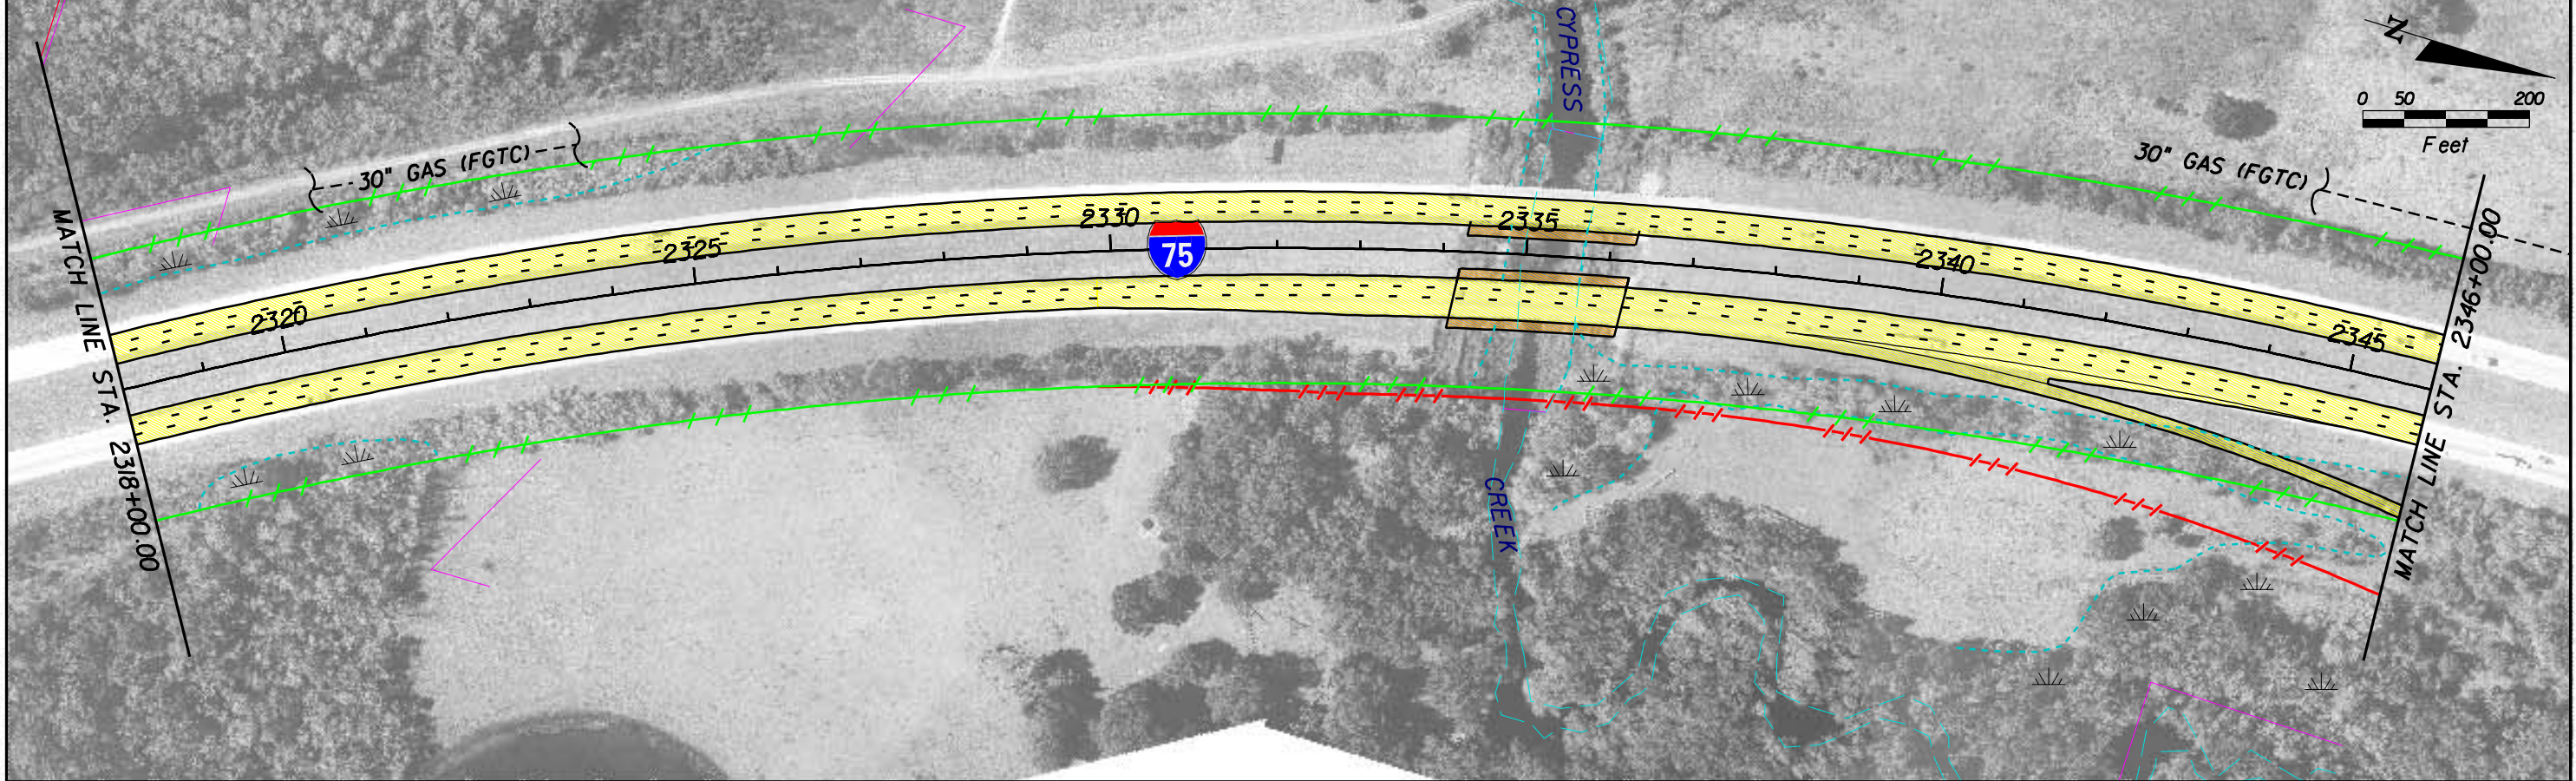 CYPRESS
N
0 50 200
Feet
30" GAS (FGTC)
30" GAS (FGTC)
MATCH LINE STA. 2318+00.00
2320
2325
2330
75
2335
2340
2345
MATCH LINE STA. 2346+00.00
CREEK